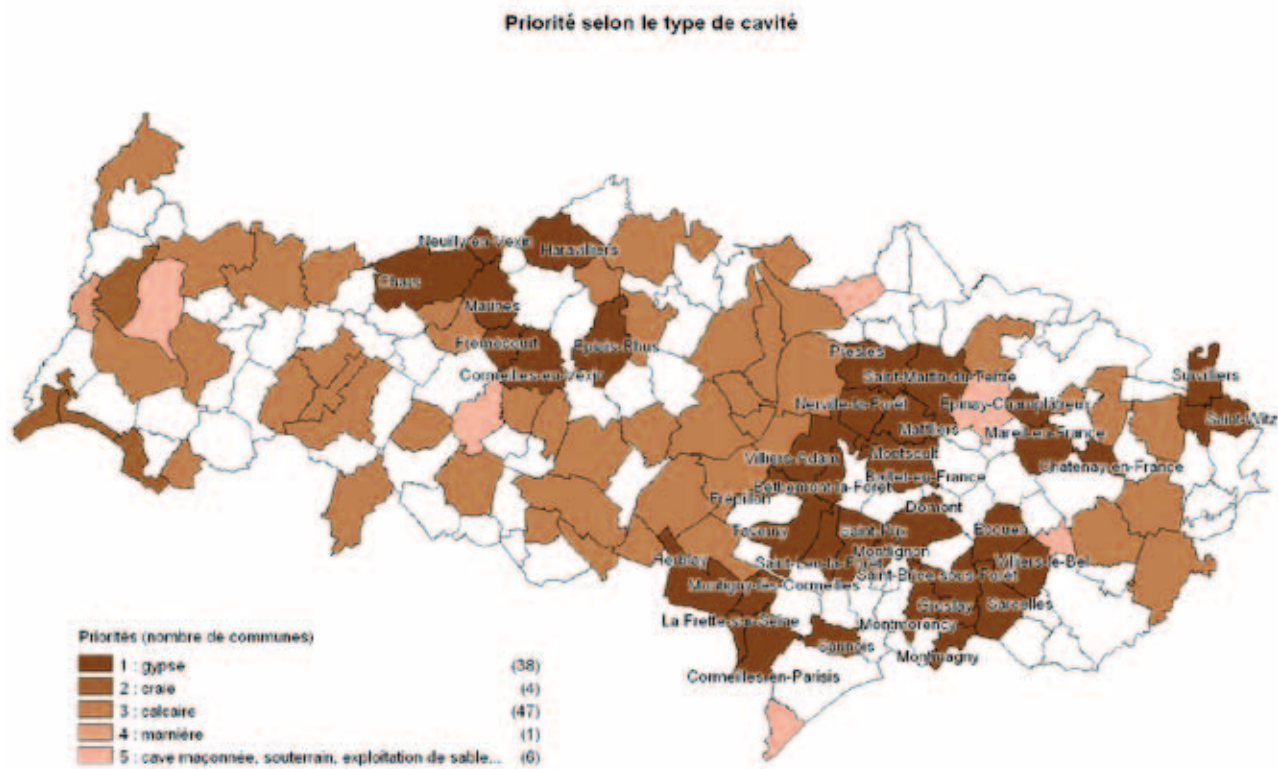 Priorité selon le type de cavité
Neuilly-en-Vexin
Haravilliers
Chars
Marines
Frémécourt
Epiais-Rhus
Cormeilles-en-Vexin
Presles
Saint-Martin-du-Tertre
Survilliers
Nerville-la-Forêt
Epinay-Champlâtreux
Saint-Witz
Maffliers
Mareil-en-France
Villiers-Adam
Montsoult
Chatenay-en-France
Béthemont-la-Forêt
Baillet-en-France
Frépillon
Domont
Taverny
Saint-Prix
Ecouen
Herblay
Saint-Leu-la-Forêt
Montlignon
Villiers-le-Bel
Montigny-lès-Cormeilles
Saint-Brice-sous-Forêt
Groslay
Sarcelles
La Frette-sur-Seine
Montmorency
Sannois
Montmagny
Cormeilles-en-Parisis
Priorités (nombre de communes)
1 : gypse (38)
2 : craie (4)
3 : calcaire (47)
4 : marnière (1)
5 : cave maçonnée, souterrain, exploitation de sable... (6)